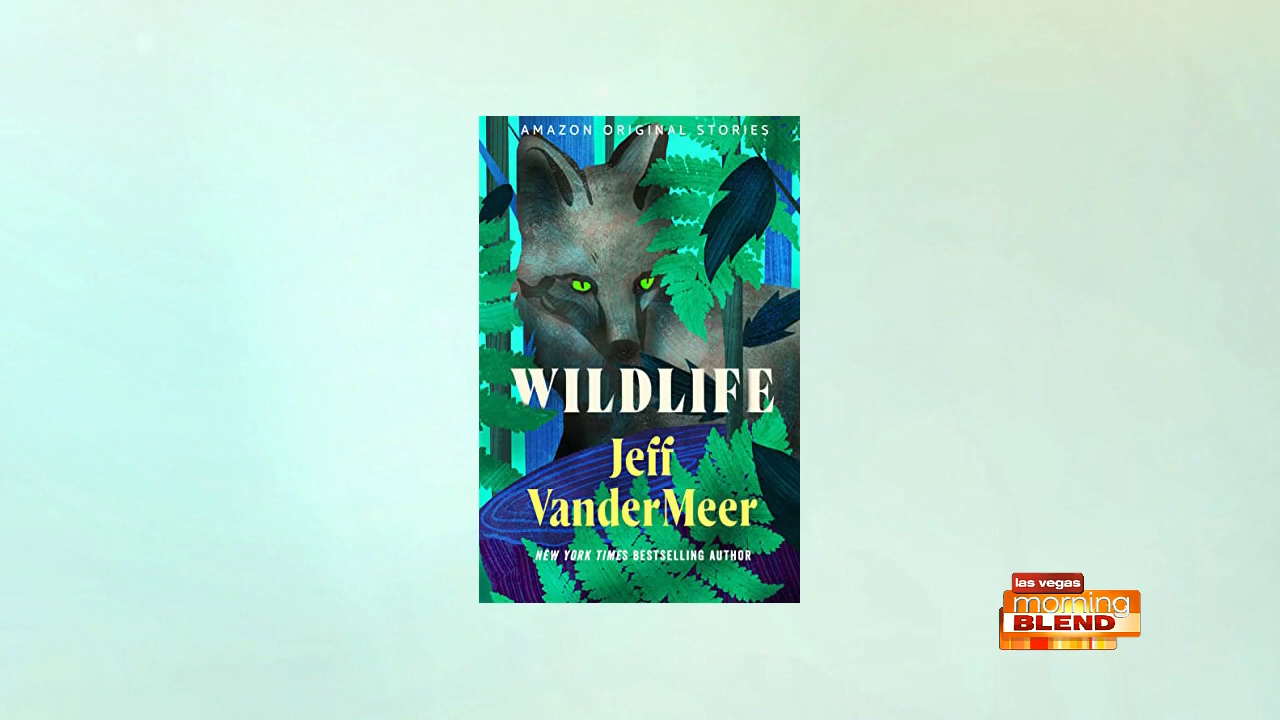 AMAZON ORIGINAL STORIES
WILDLIFE
Jeff
VanderMeer
NEW YORK TIMES BESTSELLING AUTHOR
las vegas
morning
BLEND